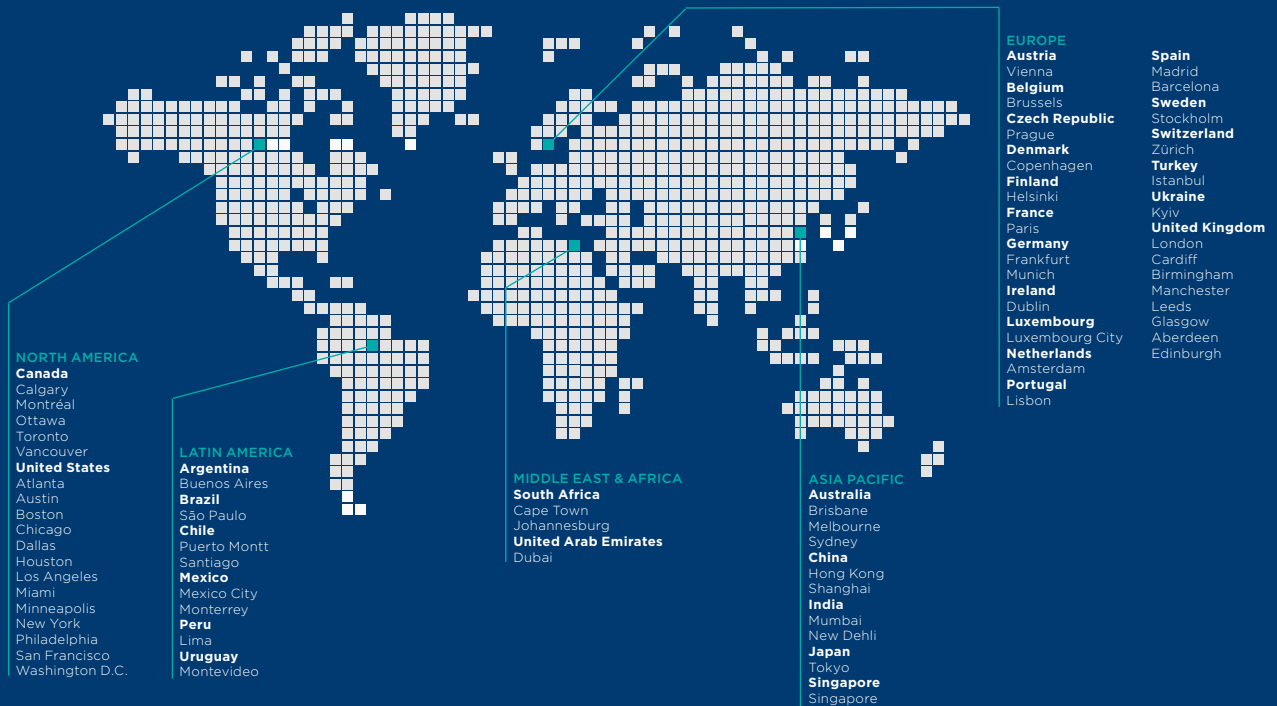 NORTH AMERICA
Canada
Calgary
Montréal
Ottawa
Toronto
Vancouver
United States
Atlanta
Austin
Boston
Chicago
Dallas
Houston
Los Angeles
Miami
Minneapolis
New York
Philadelphia
San Francisco
Washington D.C.
LATIN AMERICA
Argentina
Buenos Aires
Brazil
São Paulo
Chile
Puerto Montt
Santiago
Mexico
Mexico City
Monterrey
Peru
Lima
Uruguay
Montevideo
MIDDLE EAST & AFRICA
South Africa
Cape Town
Johannesburg
United Arab Emirates
Dubai
ASIA PACIFIC
Australia
Brisbane
Melbourne
Sydney
China
Hong Kong
Shanghai
India
Mumbai
New Dehli
Japan
Tokyo
Singapore
Singapore
EUROPE
Austria
Vienna
Belgium
Brussels
Czech Republic
Prague
Denmark
Copenhagen
Finland
Helsinki
France
Paris
Germany
Frankfurt
Munich
Ireland
Dublin
Luxembourg
Luxembourg City
Netherlands
Amsterdam
Portugal
Lisbon
Spain
Madrid
Barcelona
Sweden
Stockholm
Switzerland
Zürich
Turkey
Istanbul
Ukraine
Kyiv
United Kingdom
London
Cardiff
Birmingham
Manchester
Leeds
Glasgow
Aberdeen
Edinburgh